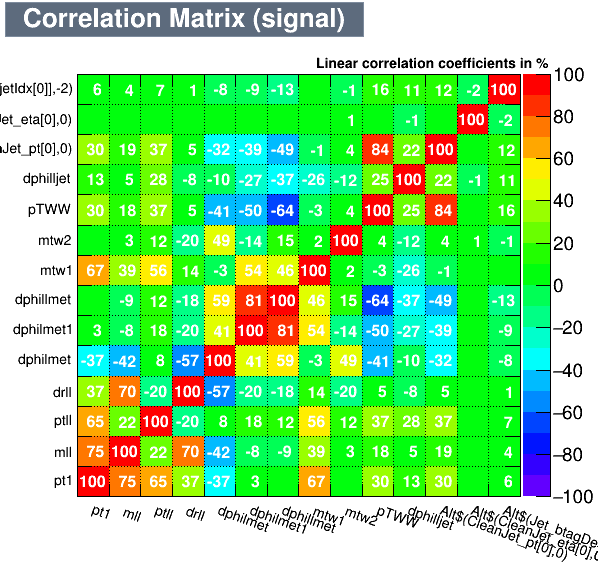 Correlation Matrix (signal)
Linear correlation coefficients in %
jetIdx[0]],-2) 6 4 7 1 -8 -9 -13 -1 16 11 12 -2 100 100
Jet_eta[0],0) 1 -1 100 -2 80
Jet_pt[0],0) 30 19 37 5 -32 -39 -49 -1 4 84 22 100 12 60
dphilljet 13 5 28 -8 -10 -27 -37 -26 -12 25 100 22 -1 11 40
pTWW 30 18 37 5 -41 -50 -64 -3 4 100 25 84 16
mtw2 3 12 -20 49 -14 15 2 100 4 -12 4 1 -1 20
mtw1 67 39 56 14 -3 54 46 100 2 -3 -26 -1 0
dphillmet -9 12 -18 59 81 100 46 15 -64 -37 -49 -13 −20
dphilmet1 3 -8 18 -20 41 100 81 54 -14 -50 -27 -39 -9
dphilmet -37 -42 8 -57 100 41 59 -3 49 -41 -10 -32 -8 −40
drll 37 70 -20 100 -57 -20 -18 14 -20 5 -8 5 1
ptll 65 22 100 -20 8 18 12 56 12 37 28 37 7 −60
mll 75 100 22 70 -42 -8 -9 39 3 18 5 19 4 −80
pt1 100 75 65 37 -37 3 67 30 13 30 6 −100
pt1 mll ptll drll dphilmet dphilmet1 dphillmet mtw1 mtw2 pTWW dphilljet Alt$(CleanJet_pt[0],0) Alt$(CleanJet_eta[0],0 Alt$(Jet_btagDe